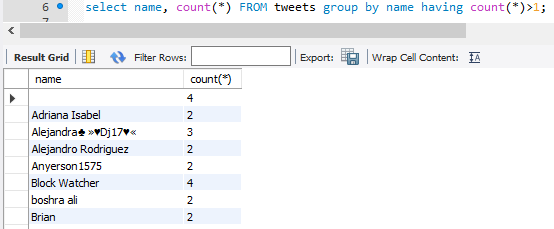 6 select name, count(*) FROM tweets group by name having count(*)>1;
7
Result Grid Filter Rows: Export: Wrap Cell Content: IA
name count(*)
4
Adriana Isabel 2
Alejandra♣ »♥Dj17♥« 3
Alejandro Rodriguez 2
Anyerson1575 2
Block Watcher 4
boshra ali 2
Brian 2